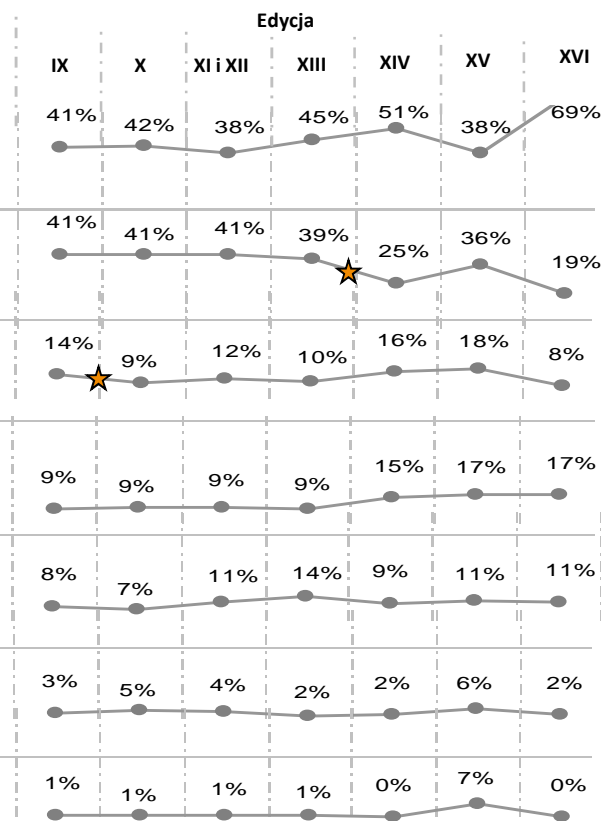 Edycja
IX X XI i XII XIII XIV XV XVI
41% 42% 38% 45% 51% 38% 69%
41% 41% 41% 39% 25% 36% 19%
14% 9% 12% 10% 16% 18% 8%
9% 9% 9% 9% 15% 17% 17%
8% 7% 11% 14% 9% 11% 11%
3% 5% 4% 2% 2% 6% 2%
1% 1% 1% 1% 0% 7% 0%